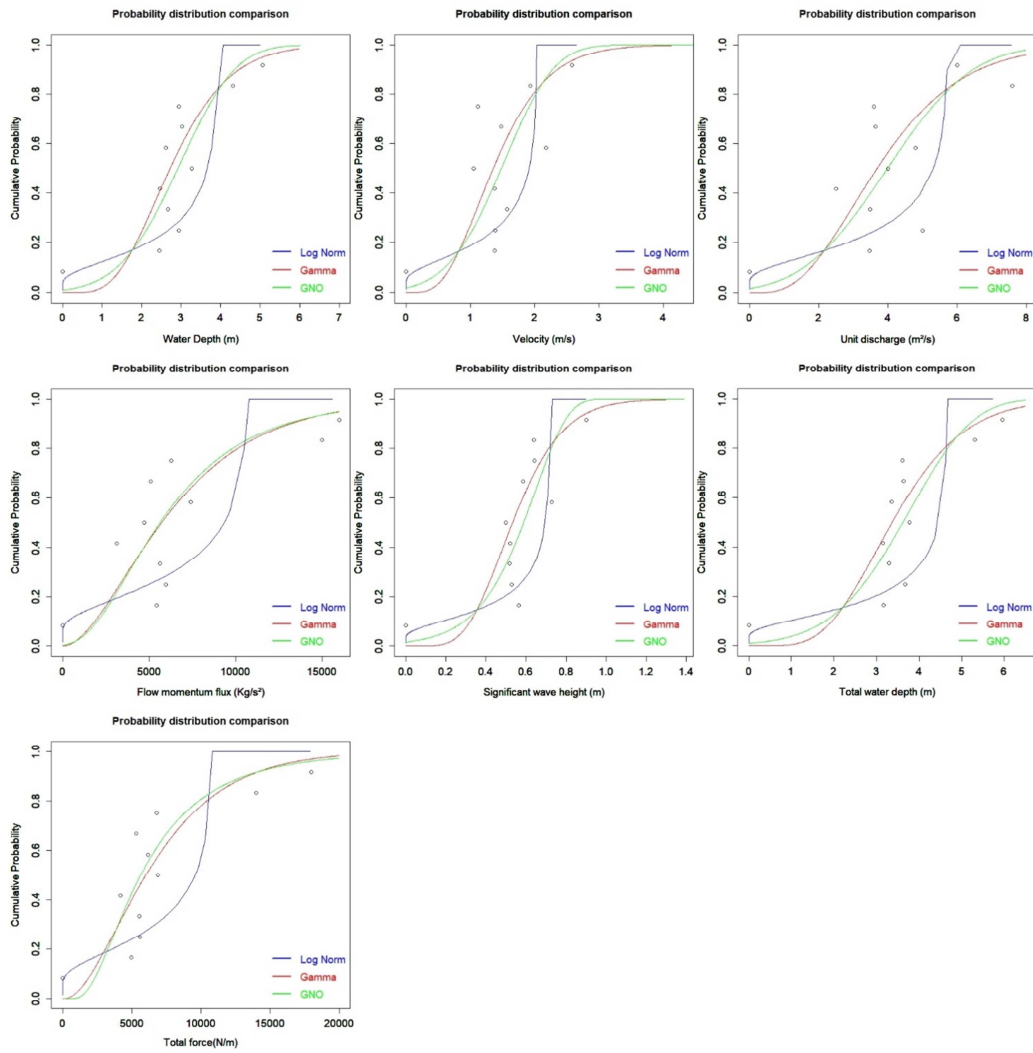 Probability distribution comparison
Cumulative Probability
1.0
0.8
0.6
0.4
0.2
0.0
Log Norm
Gamma
GNO
0 1 2 3 4 5 6 7
Water Depth (m)
Probability distribution comparison
Cumulative Probability
1.0
0.8
0.6
0.4
0.2
0.0
Log Norm
Gamma
GNO
0 1 2 3 4
Velocity (m/s)
Probability distribution comparison
Cumulative Probability
1.0
0.8
0.6
0.4
0.2
0.0
Log Norm
Gamma
GNO
0 2 4 6 8
Unit discharge (m²/s)
Probability distribution comparison
Cumulative Probability
1.0
0.8
0.6
0.4
0.2
0.0
Log Norm
Gamma
GNO
0 5000 10000 15000
Flow momentum flux (Kg/s²)
Probability distribution comparison
Cumulative Probability
1.0
0.8
0.6
0.4
0.2
0.0
Log Norm
Gamma
GNO
0.0 0.2 0.4 0.6 0.8 1.0 1.2 1.4
Significant wave height (m)
Probability distribution comparison
Cumulative Probability
1.0
0.8
0.6
0.4
0.2
0.0
Log Norm
Gamma
GNO
0 1 2 3 4 5 6
Total water depth (m)
Probability distribution comparison
Cumulative Probability
1.0
0.8
0.6
0.4
0.2
0.0
Log Norm
Gamma
GNO
0 5000 10000 15000 20000
Total force(N/m)